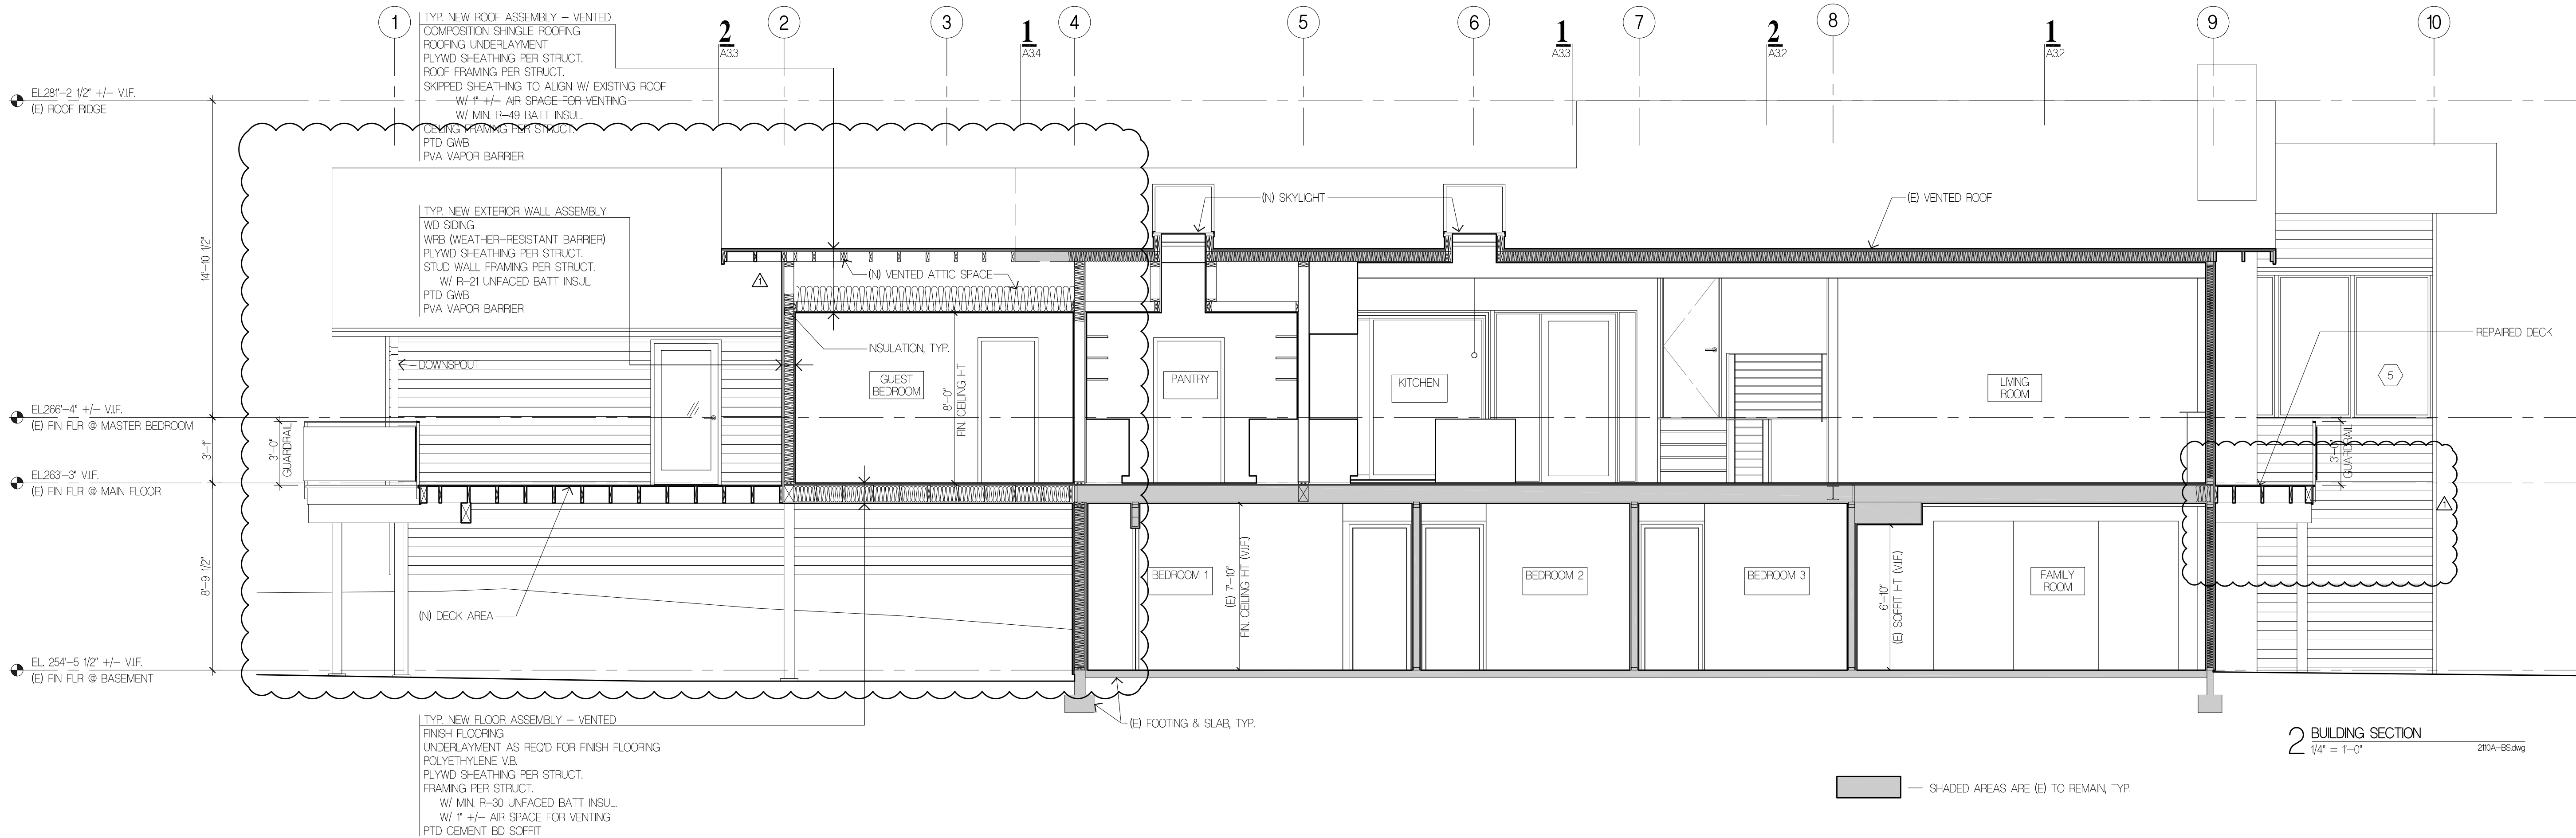 1
2
3
4
5
6
7
8
9
10
2
A3.3
1
A3.4
1
A3.3
2
A3.2
1
A3.2
TYP. NEW ROOF ASSEMBLY – VENTED
COMPOSITION SHINGLE ROOFING
ROOFING UNDERLAYMENT
PLYWD SHEATHING PER STRUCT.
ROOF FRAMING PER STRUCT.
SKIPPED SHEATHING TO ALIGN W/ EXISTING ROOF
W/ 1" +/- AIR SPACE FOR VENTING
W/ MIN. R-49 BATT INSUL.
CEILING FRAMING PER STRUCT.
PTD GWB
PVA VAPOR BARRIER
EL.281'-2 1/2" +/- V.I.F.
(E) ROOF RIDGE
14'-10 1/2"
TYP. NEW EXTERIOR WALL ASSEMBLY
WD SIDING
WRB (WEATHER-RESISTANT BARRIER)
PLYWD SHEATHING PER STRUCT.
STUD WALL FRAMING PER STRUCT.
W/ R-21 UNFACED BATT INSUL.
PTD GWB
PVA VAPOR BARRIER
1
(N) VENTED ATTIC SPACE
(N) SKYLIGHT
(E) VENTED ROOF
REPAIRED DECK
INSULATION, TYP.
DOWNSPOUT
GUEST
BEDROOM
8'-0"
FIN. CEILING HT
PANTRY
KITCHEN
LIVING
ROOM
5
EL.266'-4" +/- V.I.F.
(E) FIN FLR @ MASTER BEDROOM
3'-1"
3'-0"
GUARDRAIL
3'-0"
GUARDRAIL
1
EL.263'-3" V.I.F.
(E) FIN FLR @ MAIN FLOOR
8'-9 1/2"
(N) DECK AREA
BEDROOM 1
(E) 7'-10"
FIN. CEILING HT (V.I.F.)
BEDROOM 2
BEDROOM 3
6'-10"
(E) SOFFIT HT (V.I.F.)
FAMILY
ROOM
EL. 254'-5 1/2" +/- V.I.F.
(E) FIN FLR @ BASEMENT
(E) FOOTING & SLAB, TYP.
TYP. NEW FLOOR ASSEMBLY – VENTED
FINISH FLOORING
UNDERLAYMENT AS REQ'D FOR FINISH FLOORING
POLYETHYLENE V.B.
PLYWD SHEATHING PER STRUCT.
FRAMING PER STRUCT.
W/ MIN. R-30 UNFACED BATT INSUL.
W/ 1" +/- AIR SPACE FOR VENTING
PTD CEMENT BD SOFFIT
2 BUILDING SECTION
1/4" = 1'-0"
2110A-BS.dwg
SHADED AREAS ARE (E) TO REMAIN, TYP.